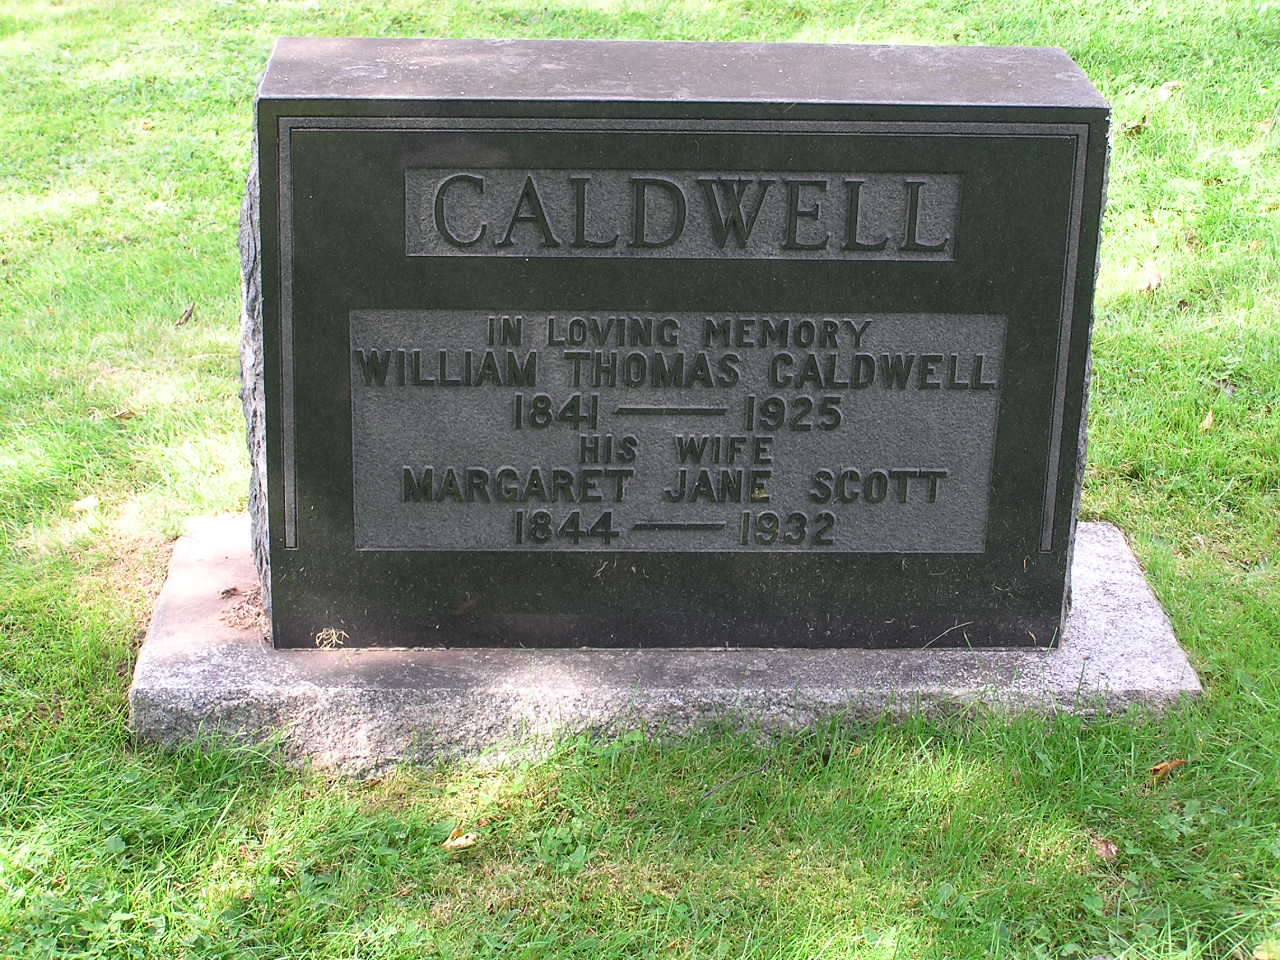 CALDWELL
IN LOVING MEMORY
WILLIAM THOMAS CALDWELL
1841 — 1925
HIS WIFE
MARGARET JANE SCOTT
1844 — 1932